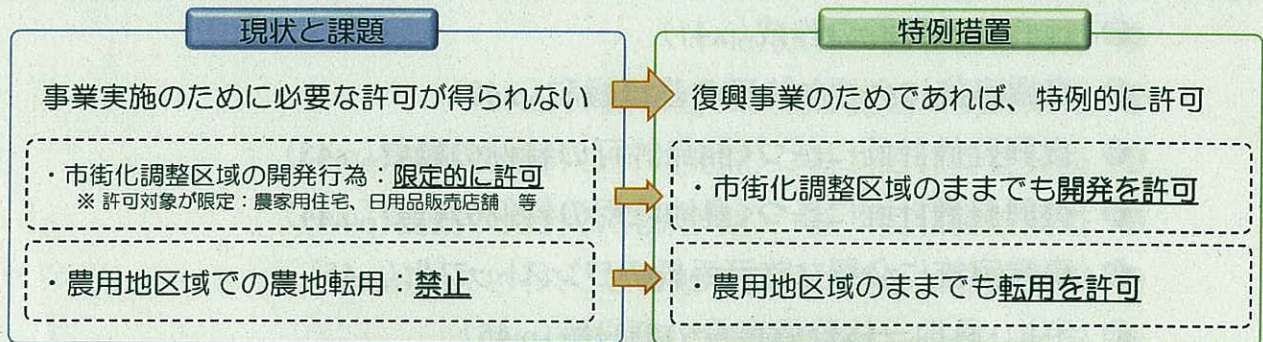 現状と課題
事業実施のために必要な許可が得られない
・市街化調整区域の開発行為：限定的に許可
※ 許可対象が限定：農家用住宅、日用品販売店舗　等
・農用地区域での農地転用：禁止
特例措置
復興事業のためであれば、特例的に許可
・市街化調整区域のままでも開発を許可
・農用地区域のままでも転用を許可